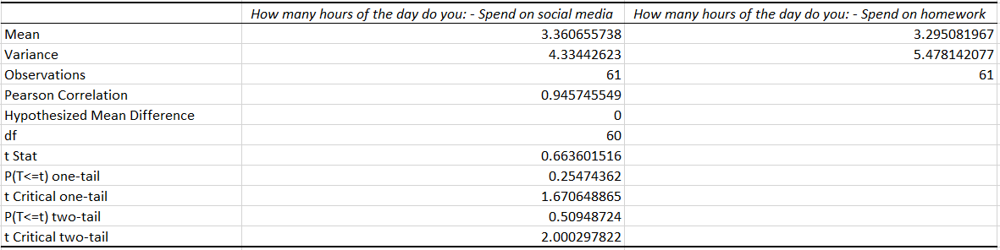 How many hours of the day do you: - Spend on social media How many hours of the day do you: - Spend on homework
Mean 3.360655738 3.295081967
Variance 4.33442623 5.478142077
Observations 61 61
Pearson Correlation 0.945745549
Hypothesized Mean Difference 0
df 60
t Stat 0.663601516
P(T<=t) one-tail 0.25474362
t Critical one-tail 1.670648865
P(T<=t) two-tail 0.50948724
t Critical two-tail 2.000297822